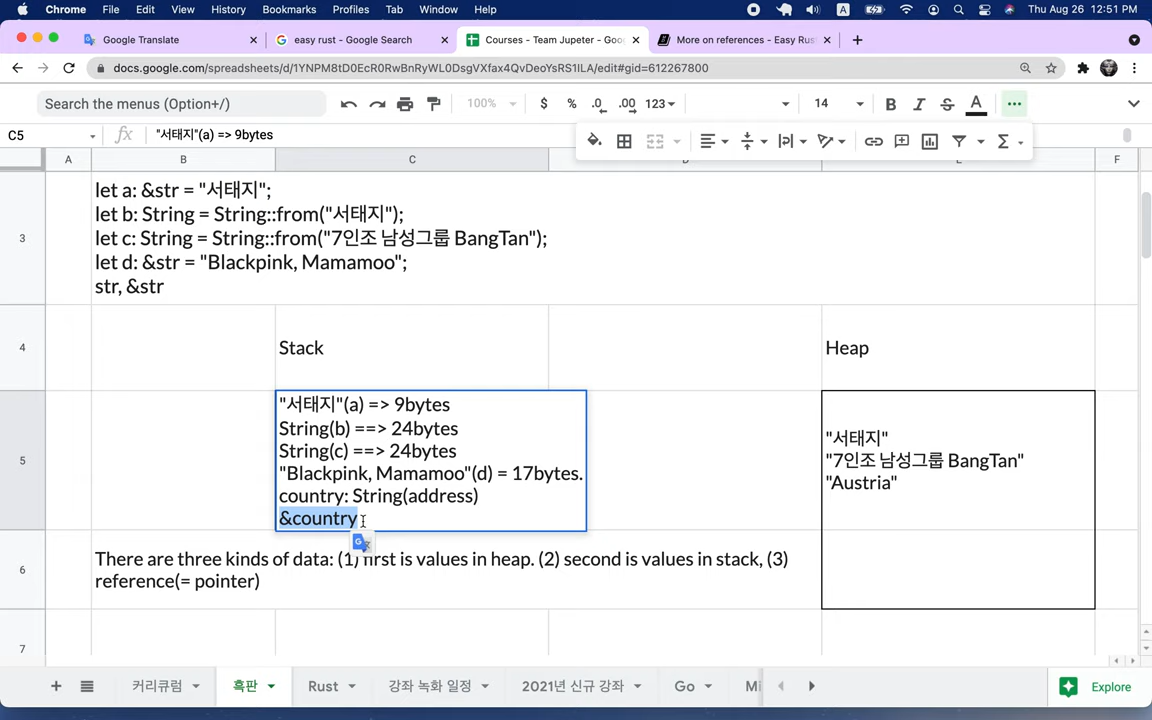 Chrome File Edit View History Bookmarks Profiles Tab Window Help A Thu Aug 26 12:51 PM
Google Translate easy rust - Google Search Courses - Team Jupeter - Goo More on references - Easy Rus
docs.google.com/spreadsheets/d/1YNPM8tD0EcR0RwBnRyWL0DsgVXfax4QvDeoYsRS1ILA/edit#gid=612267800
Search the menus (Option+/) 100% $ % .0 .00 123 14 B I S A
C5 fx "서태지"(a) => 9bytes
A B C E F
3
let a: &str = "서태지";
let b: String = String::from("서태지");
let c: String = String::from("7인조 남성그룹 BangTan");
let d: &str = "Blackpink, Mamamoo";
str, &str
4 Stack Heap
5
"서태지"(a) => 9bytes
String(b) ==> 24bytes
String(c) ==> 24bytes
"Blackpink, Mamamoo"(d) = 17bytes.
country: String(address)
&country
"서태지"
"7인조 남성그룹 BangTan"
"Austria"
6
There are three kinds of data: (1) first is values in heap. (2) second is values in stack, (3)
reference(= pointer)
7
커리큘럼 흑판 Rust 강좌 녹화 일정 2021년 신규 강좌 Go Mi Explore